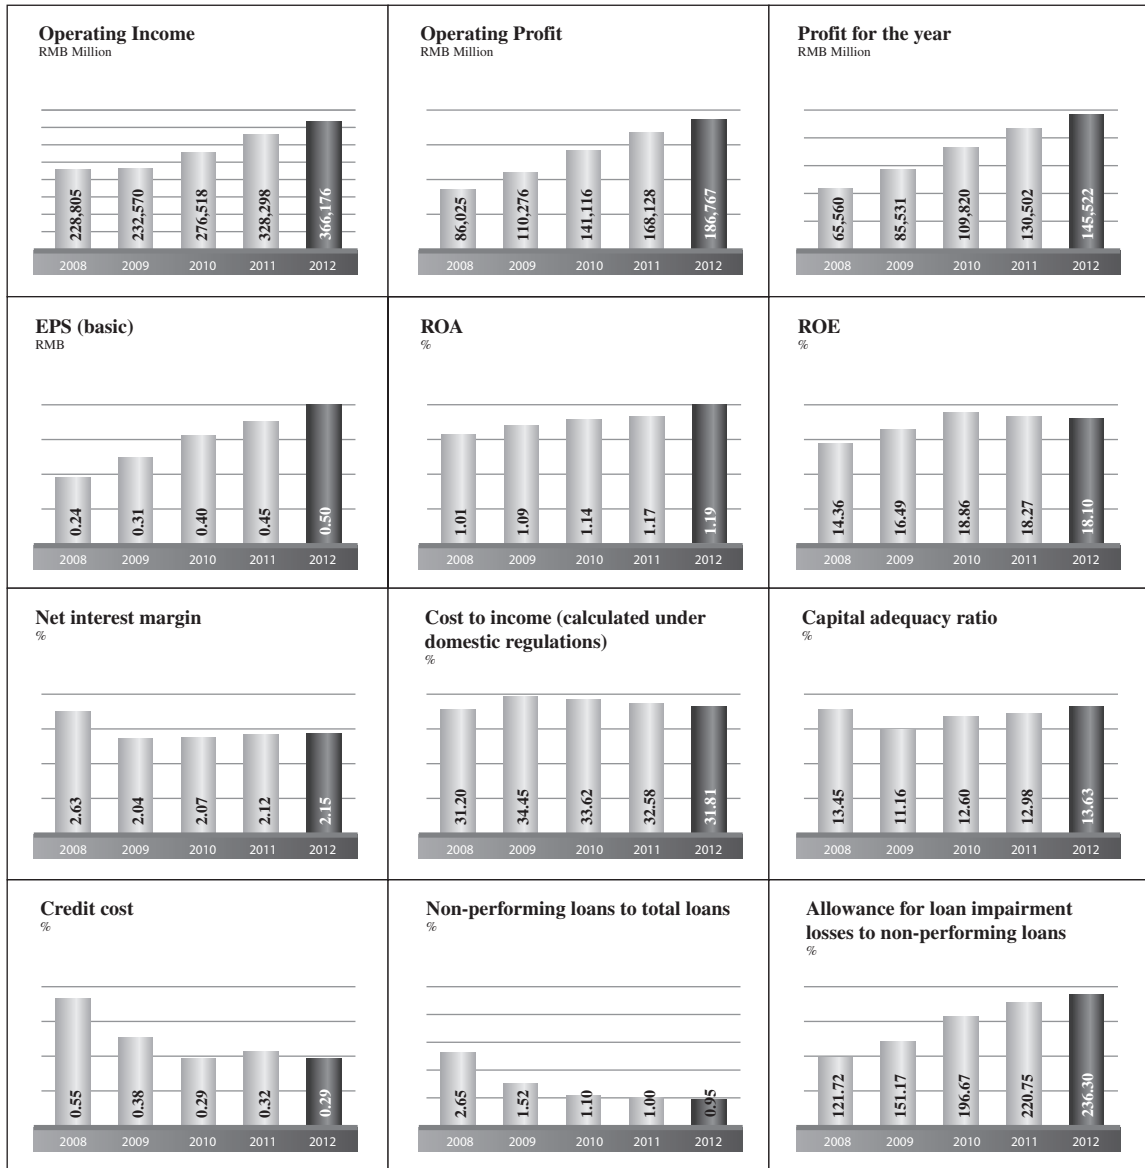 Operating Income
RMB Million
228,805
232,570
276,518
328,298
366,176
2008 2009 2010 2011 2012
Operating Profit
RMB Million
86,025
110,276
141,116
168,128
186,767
2008 2009 2010 2011 2012
Profit for the year
RMB Million
65,560
85,531
109,820
130,502
145,522
2008 2009 2010 2011 2012
EPS (basic)
RMB
0.24
0.31
0.40
0.45
0.50
2008 2009 2010 2011 2012
ROA
%
1.01
1.09
1.14
1.17
1.19
2008 2009 2010 2011 2012
ROE
%
14.36
16.49
18.86
18.27
18.10
2008 2009 2010 2011 2012
Net interest margin
%
2.63
2.04
2.07
2.12
2.15
2008 2009 2010 2011 2012
Cost to income (calculated under
domestic regulations)
%
31.20
34.45
33.62
32.58
31.81
2008 2009 2010 2011 2012
Capital adequacy ratio
%
13.45
11.16
12.60
12.98
13.63
2008 2009 2010 2011 2012
Credit cost
%
0.55
0.38
0.29
0.32
0.29
2008 2009 2010 2011 2012
Non-performing loans to total loans
%
2.65
1.52
1.10
1.00
0.95
2008 2009 2010 2011 2012
Allowance for loan impairment
losses to non-performing loans
%
121.72
151.17
196.67
220.75
236.30
2008 2009 2010 2011 2012